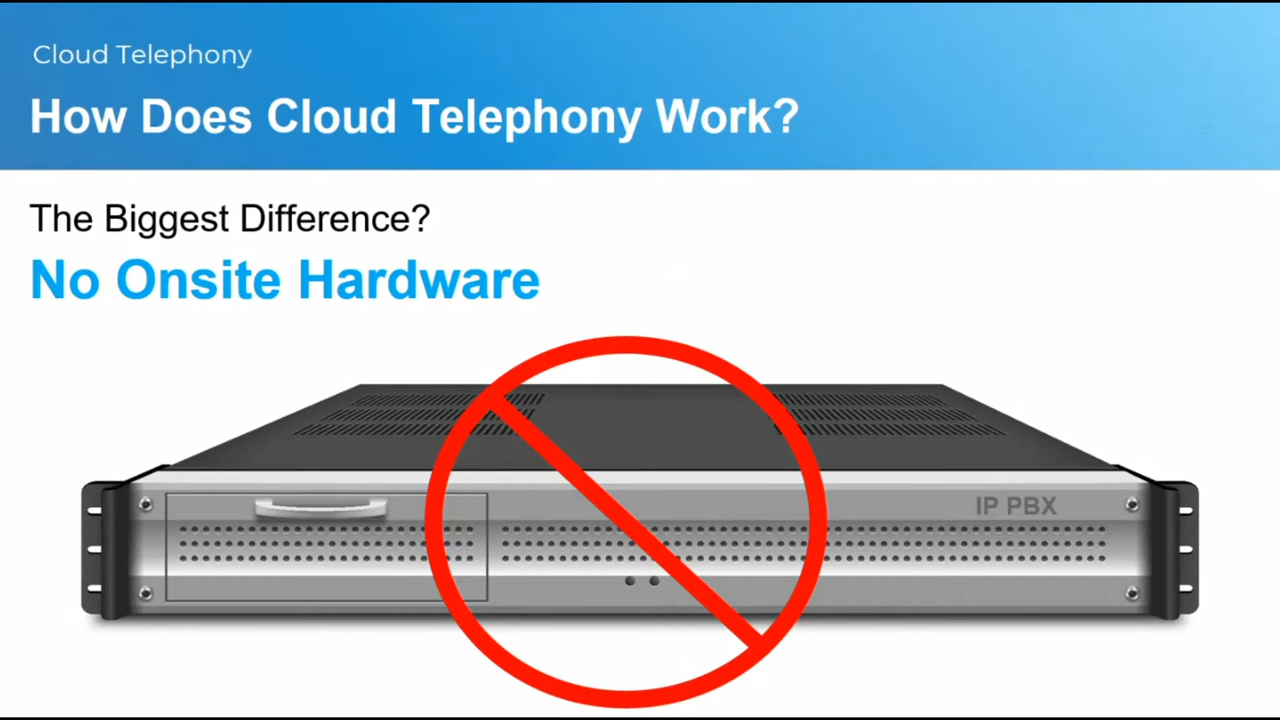 Cloud Telephony
How Does Cloud Telephony Work?
The Biggest Difference?
No Onsite Hardware
IP PBX